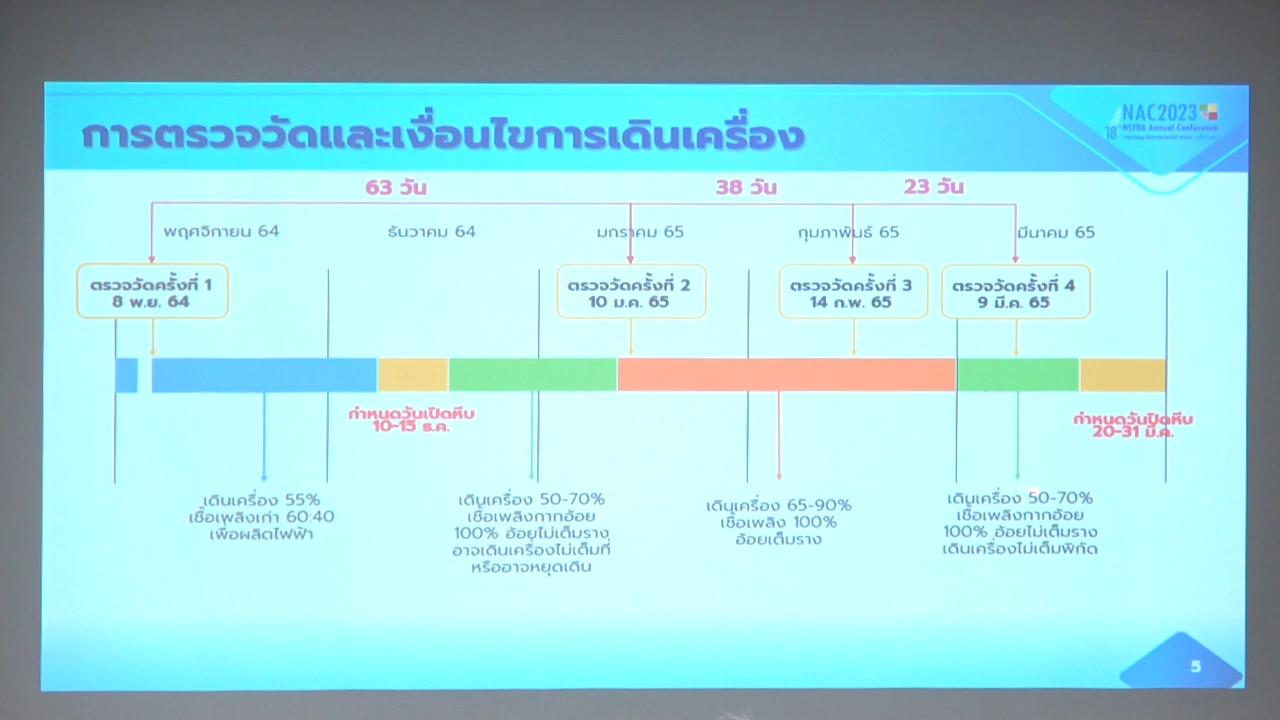 การตรวจวัดและเงื่อนไขการเดินเครื่อง
NAC2023
18th NSTDA Annual Conference
63 วัน
38 วัน
23 วัน
พฤศจิกายน 64
ธันวาคม 64
มกราคม 65
กุมภาพันธ์ 65
มีนาคม 65
ตรวจวัดครั้งที่ 1
8 พ.ย. 64
ตรวจวัดครั้งที่ 2
10 ม.ค. 65
ตรวจวัดครั้งที่ 3
14 ก.พ. 65
ตรวจวัดครั้งที่ 4
9 มี.ค. 65
กำหนดวันเปิดหีบ
10-15 ธ.ค.
กำหนดวันปิดหีบ
20-31 มี.ค.
เดินเครื่อง 55%
เชื้อเพลิงเก่า 60:40
เพื่อผลิตไฟฟ้า
เดินเครื่อง 50-70%
เชื้อเพลิงกากอ้อย
100% อ้อยไม่เต็มราง
อาจเดินเครื่องไม่เต็มที่
หรืออาจหยุดเดิน
เดินเครื่อง 65-90%
เชื้อเพลิง 100%
อ้อยเต็มราง
เดินเครื่อง 50-70%
เชื้อเพลิงกากอ้อย
100% อ้อยไม่เต็มราง
เดินเครื่องไม่เต็มพิกัด
5